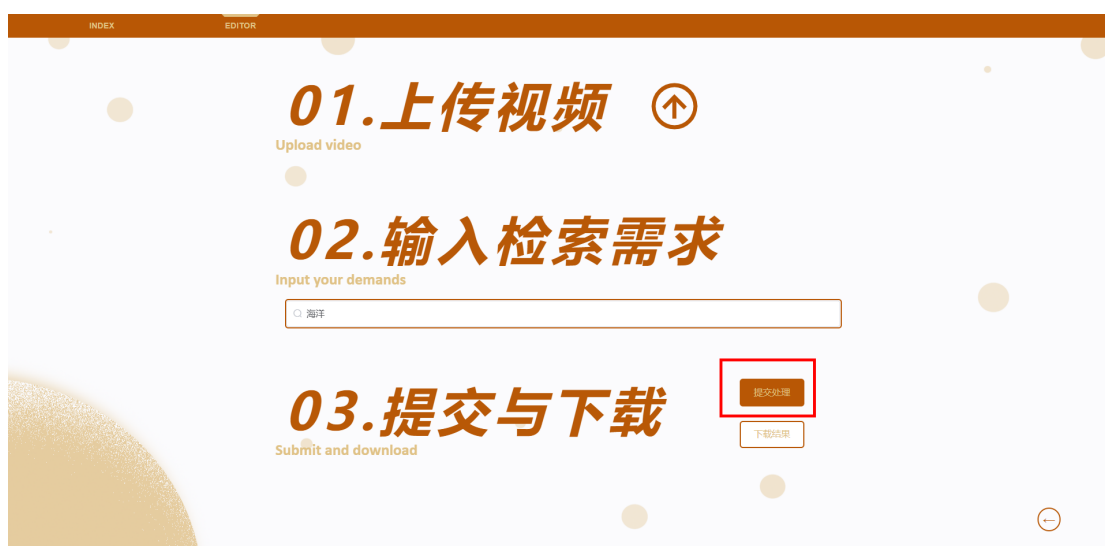 INDEX EDITOR
01.上传视频
Upload video
02.输入检索需求
Input your demands
海洋
03.提交与下载
提交处理
Submit and download
下载结果